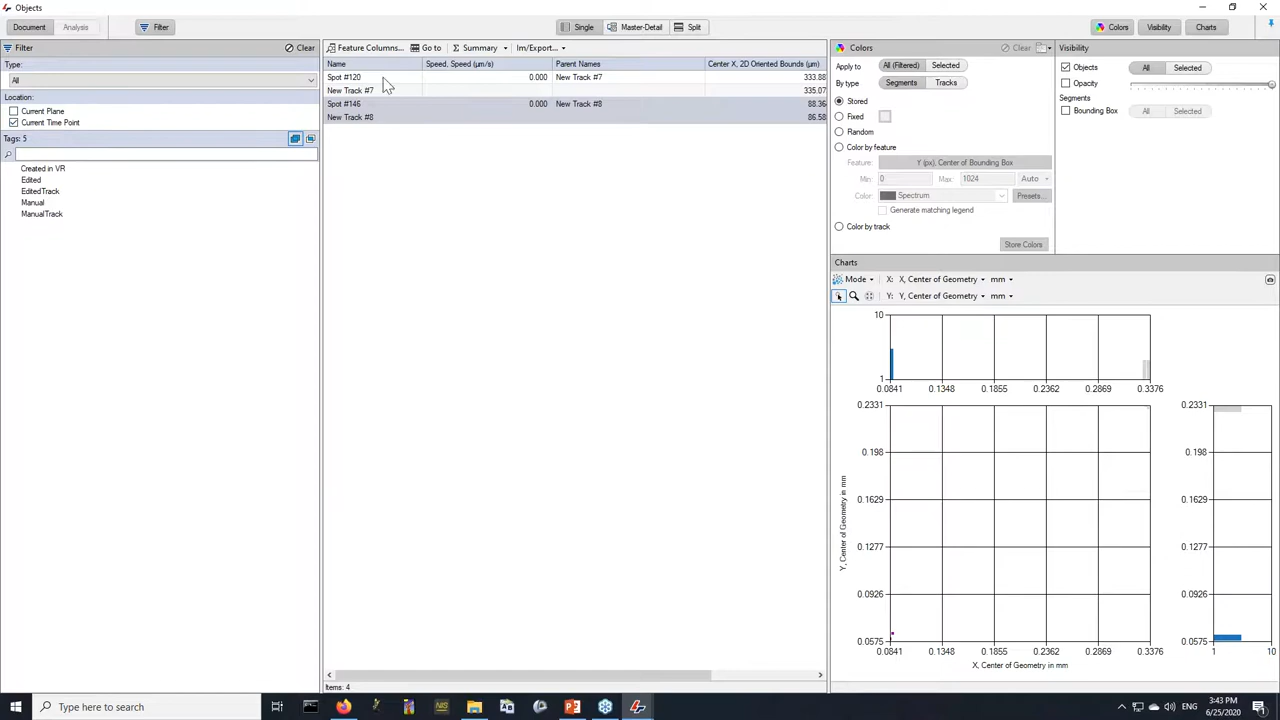 Objects
Document Analysis Filter Single Master-Detail Split Colors Visibility Charts
Filter Clear
Type:
All
Location:
Current Plane
Current Time Point
Tags: 5
Created in VR
Edited
EditedTrack
Manual
ManualTrack
Feature Columns... Go to Summary Im/Export...
Name Speed, Speed (µm/s) Parent Names Center X, 2D Oriented Bounds (µm)
Spot #120 0.000 New Track #7 333.88
New Track #7 335.07
Spot #146 0.000 New Track #8 88.36
New Track #8 86.58
Items: 4
Colors Clear
Apply to All (Filtered) Selected
By type Segments Tracks
Stored
Fixed
Random
Color by feature
Feature: Y (px), Center of Bounding Box
Min: 0 Max: 1024 Auto
Color: Spectrum Presets...
Generate matching legend
Color by track
Store Colors
Visibility
Objects All Selected
Opacity
Segments
Bounding Box All Selected
Charts
Mode X: X, Center of Geometry mm
Y: Y, Center of Geometry mm
10
1
0.0841 0.1348 0.1855 0.2362 0.2869 0.3376
0.2331 0.2331
0.198 0.198
0.1629 0.1629
0.1277 0.1277
0.0926 0.0926
0.0575 0.0575
Y, Center of Geometry in mm
0.0841 0.1348 0.1855 0.2362 0.2869 0.3376 1 10
X, Center of Geometry in mm
Type here to search
NIS
3:43 PM
6/25/2020